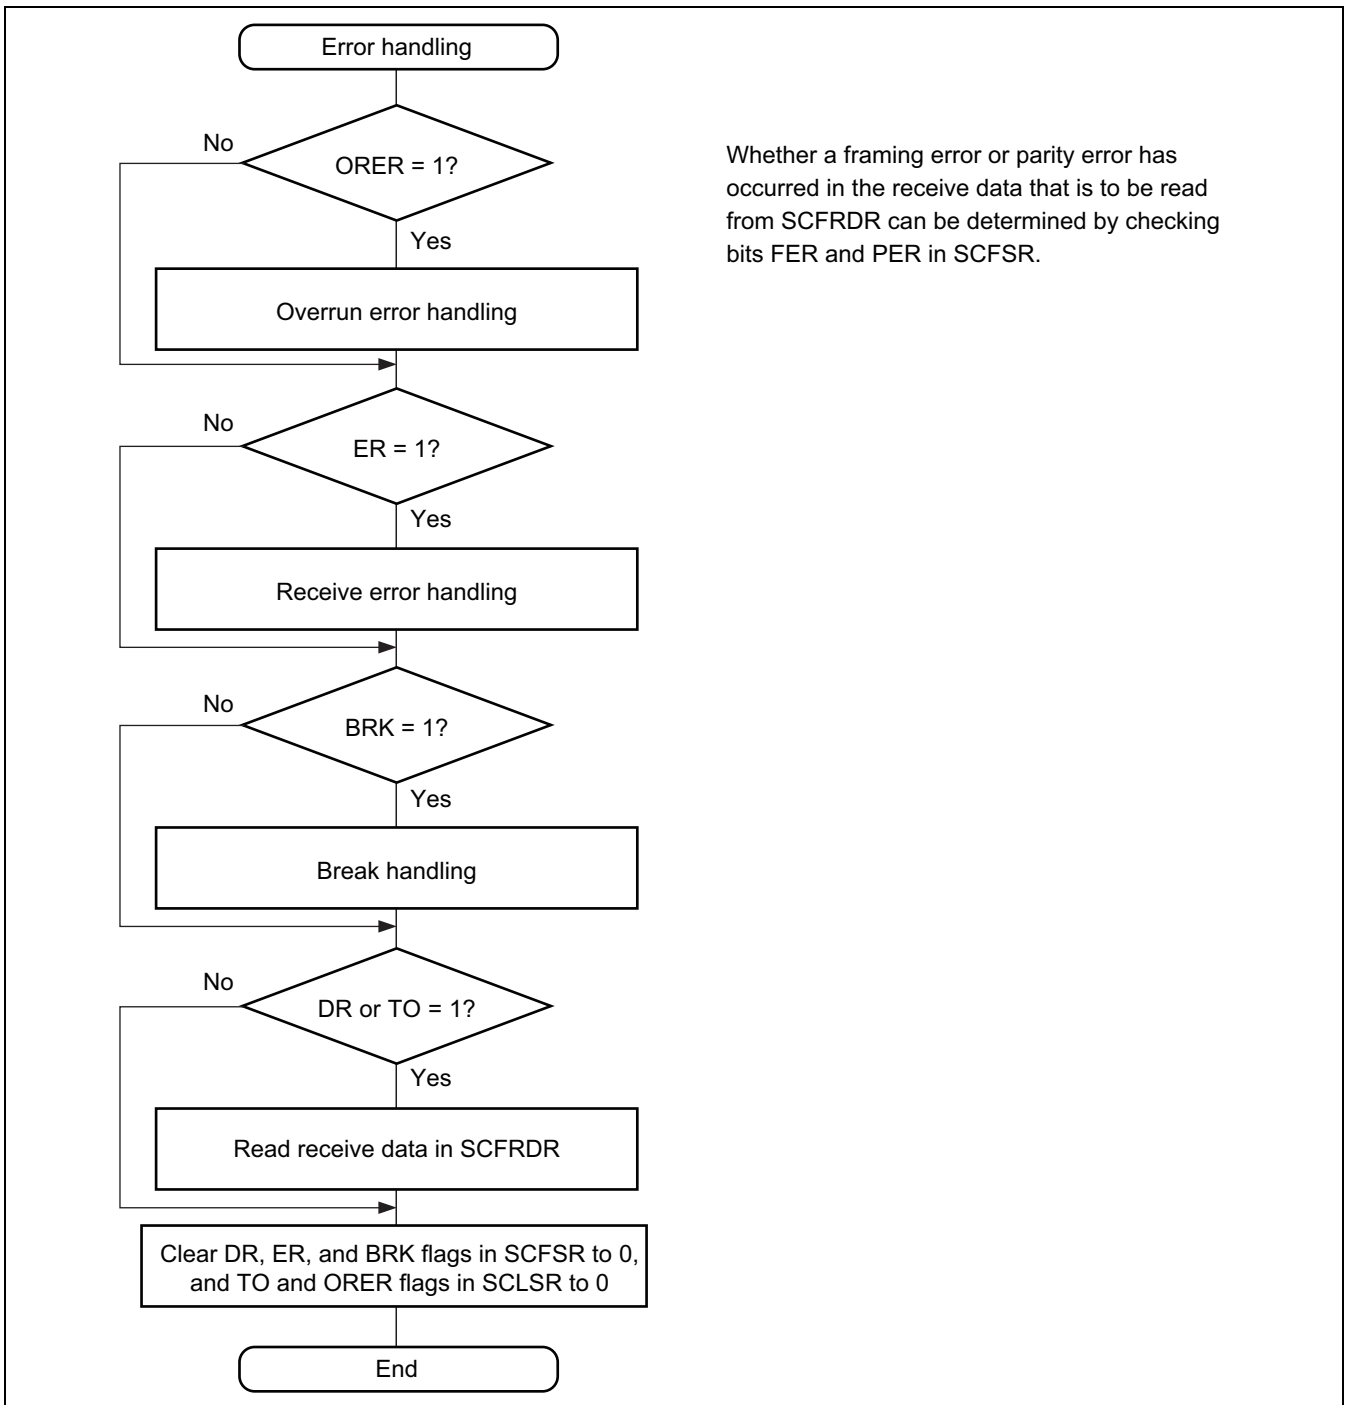 Error handling
No
ORER = 1?
Yes
Overrun error handling
Whether a framing error or parity error has
occurred in the receive data that is to be read
from SCFRDR can be determined by checking
bits FER and PER in SCFSR.
No
ER = 1?
Yes
Receive error handling
No
BRK = 1?
Yes
Break handling
No
DR or TO = 1?
Yes
Read receive data in SCFRDR
Clear DR, ER, and BRK flags in SCFSR to 0,
and TO and ORER flags in SCLSR to 0
End